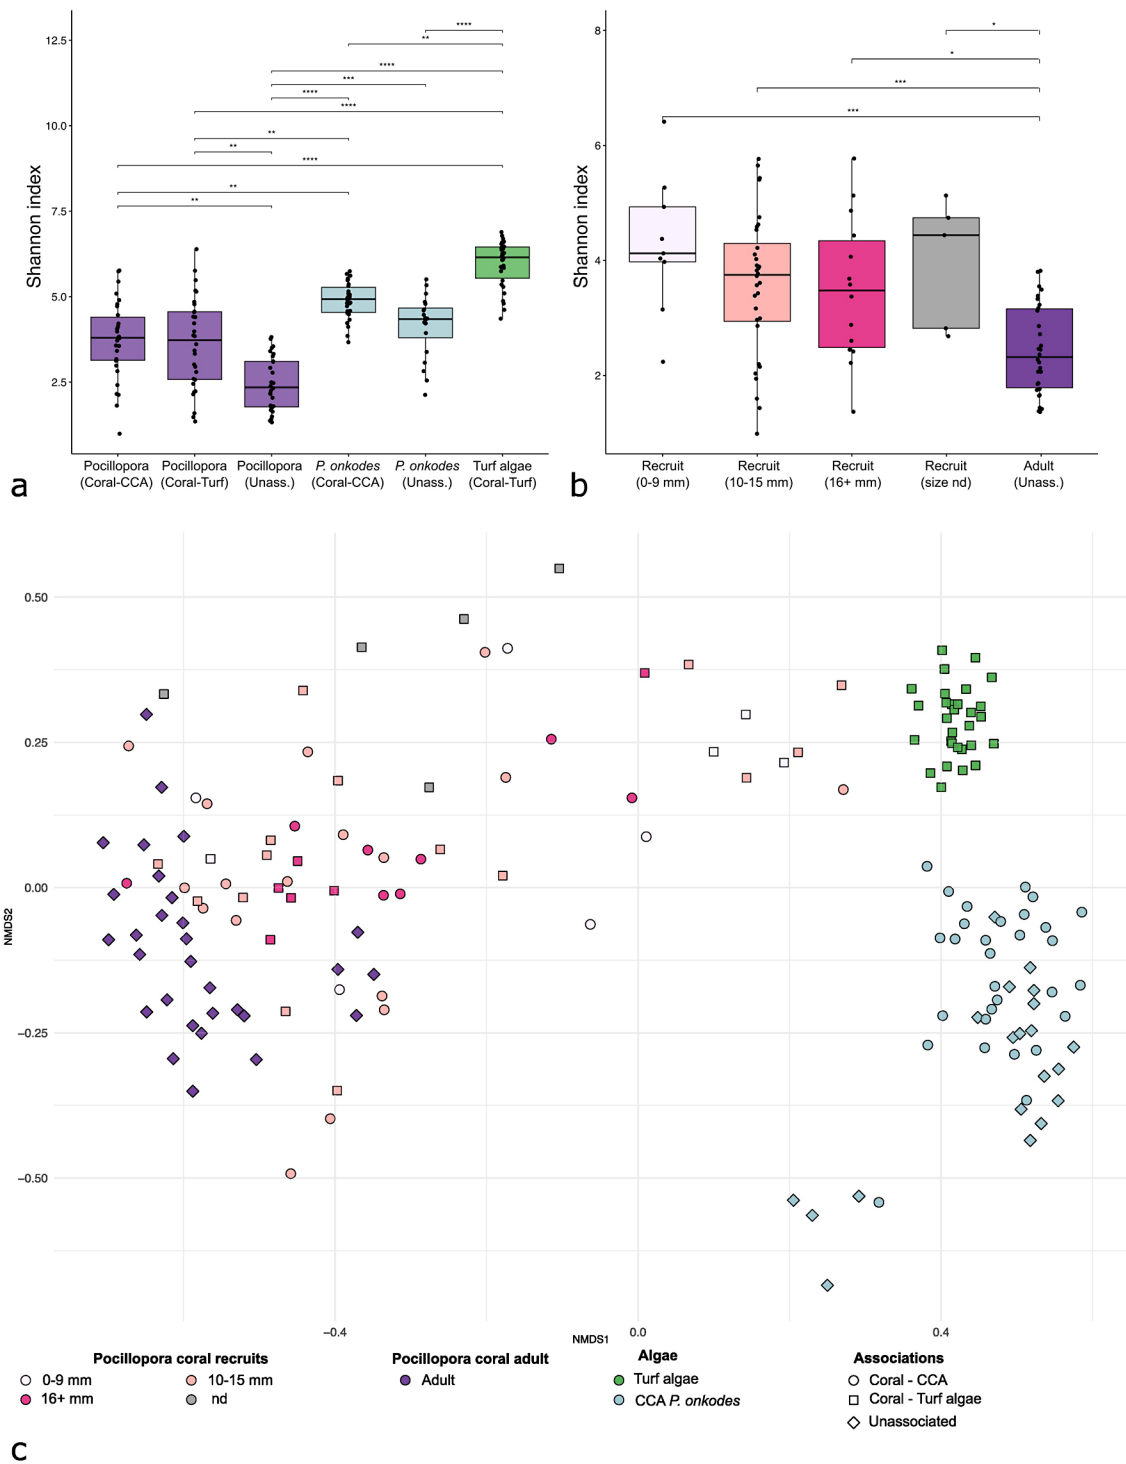 Shannon index
12.5
10.0
7.5
5.0
2.5
****
**
****
***
****
****
**
**
****
**
**
Pocillopora
(Coral-CCA)
Pocillopora
(Coral-Turf)
Pocillopora
(Unass.)
P. onkodes
(Coral-CCA)
P. onkodes
(Unass.)
Turf algae
(Coral-Turf)
a
Shannon index
8
6
4
2
*
*
***
***
Recruit
(0-9 mm)
Recruit
(10-15 mm)
Recruit
(16+ mm)
Recruit
(size nd)
Adult
(Unass.)
b
NMDS2
0.50
0.25
0.00
−0.25
−0.50
−0.4
0.0
0.4
NMDS1
Pocillopora coral recruits
0-9 mm
10-15 mm
16+ mm
nd
Pocillopora coral adult
Adult
Algae
Turf algae
CCA P. onkodes
Associations
Coral - CCA
Coral - Turf algae
Unassociated
c